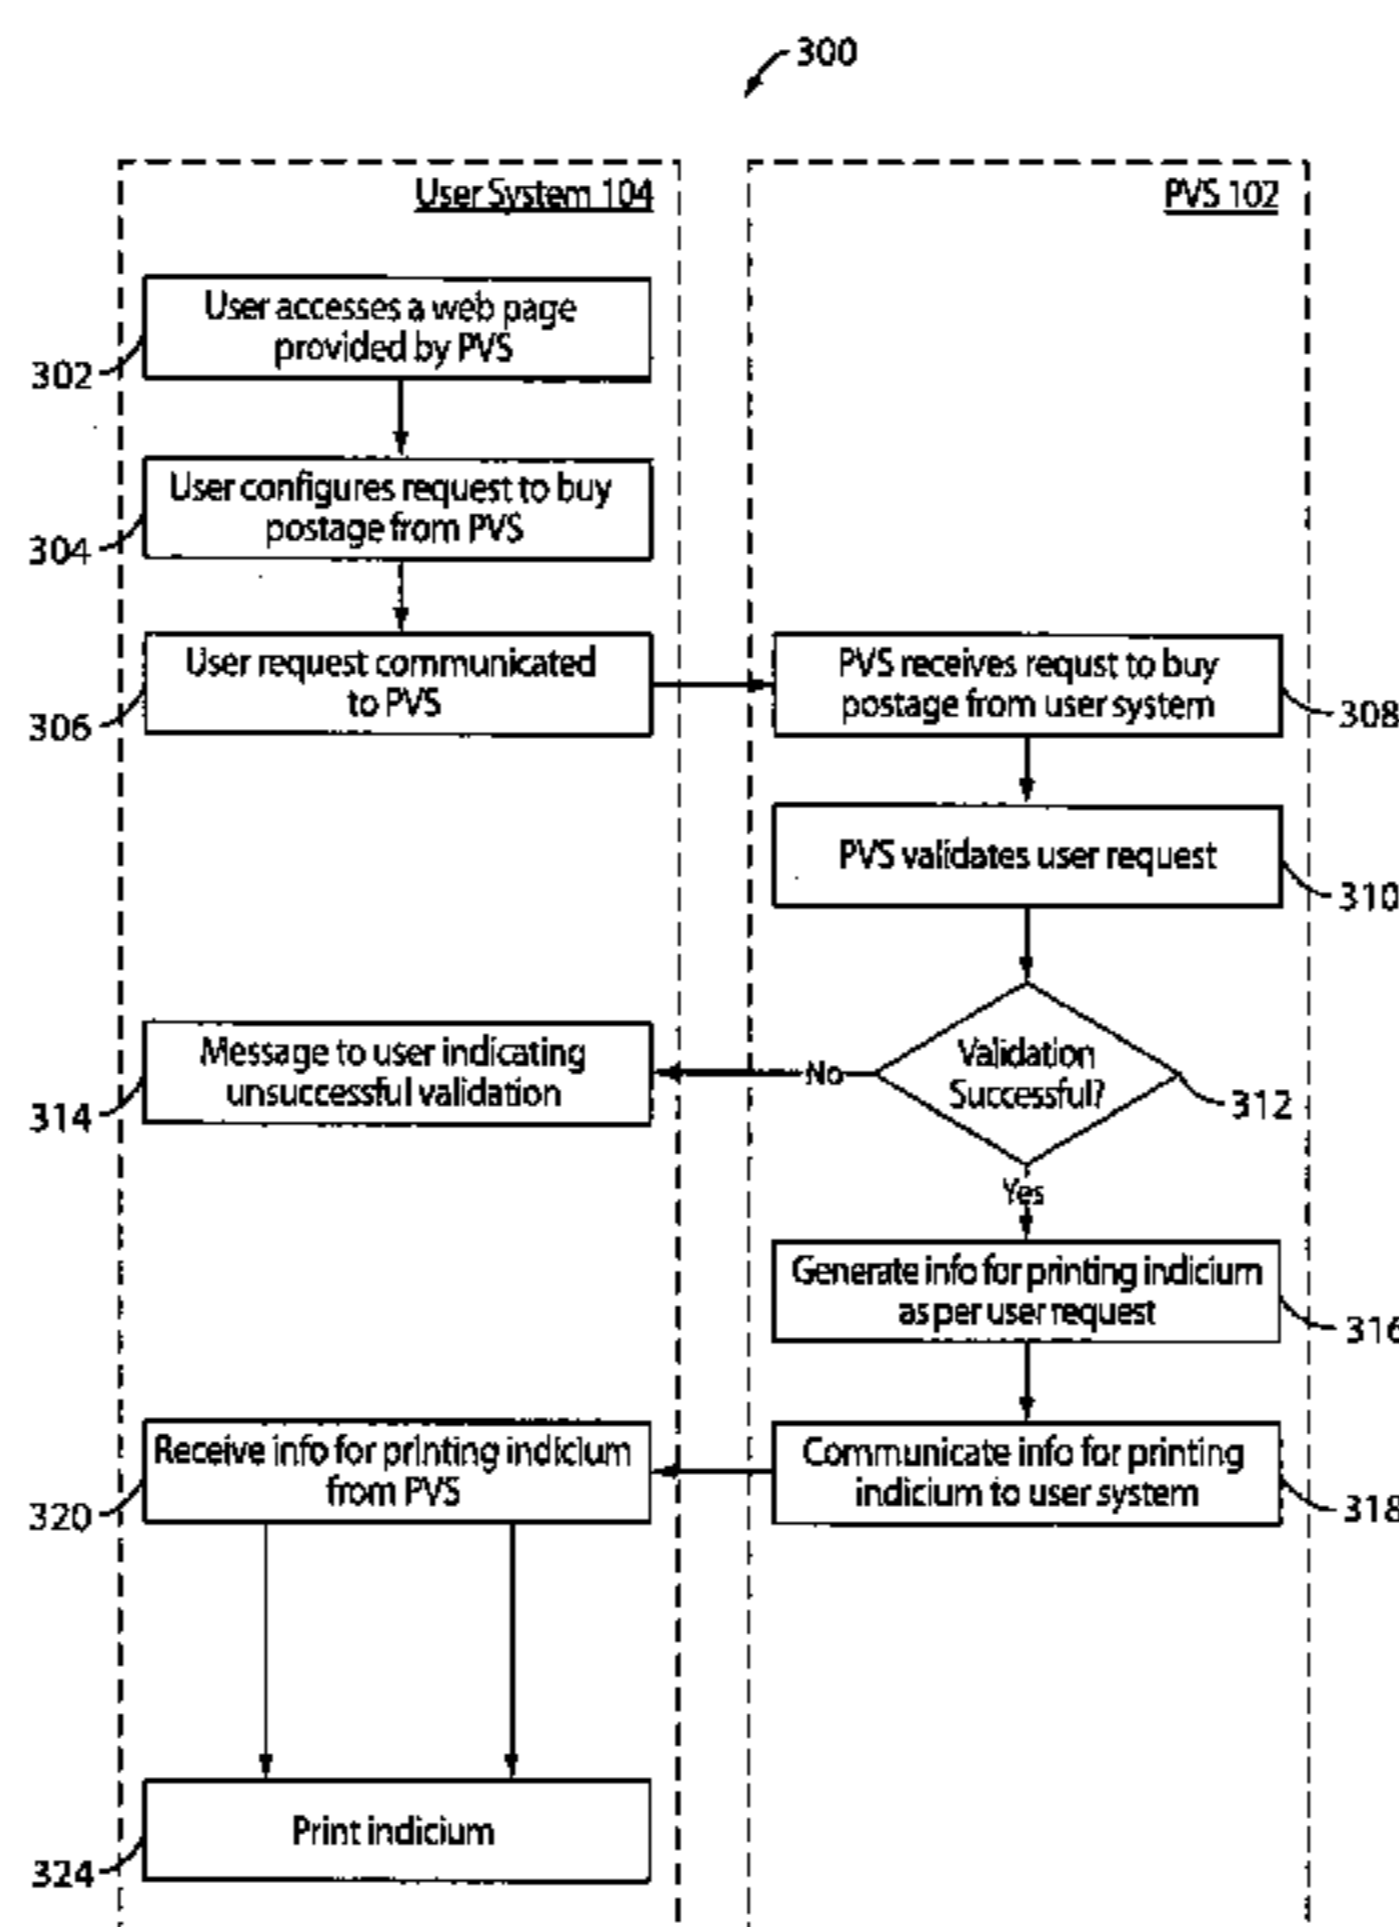 300
User System 104
PVS 102
User accesses a web page
provided by PVS
302
User configures request to buy
postage from PVS
304
User request communicated
to PVS
306
PVS receives requst to buy
postage from user system
308
PVS validates user request
310
Validation
Successful?
312
No
Message to user indicating
unsuccessful validation
314
Yes
Generate info for printing indicium
as per user request
316
Communicate info for printing
indicium to user system
318
Receive info for printing indicium
from PVS
320
Print indicium
324